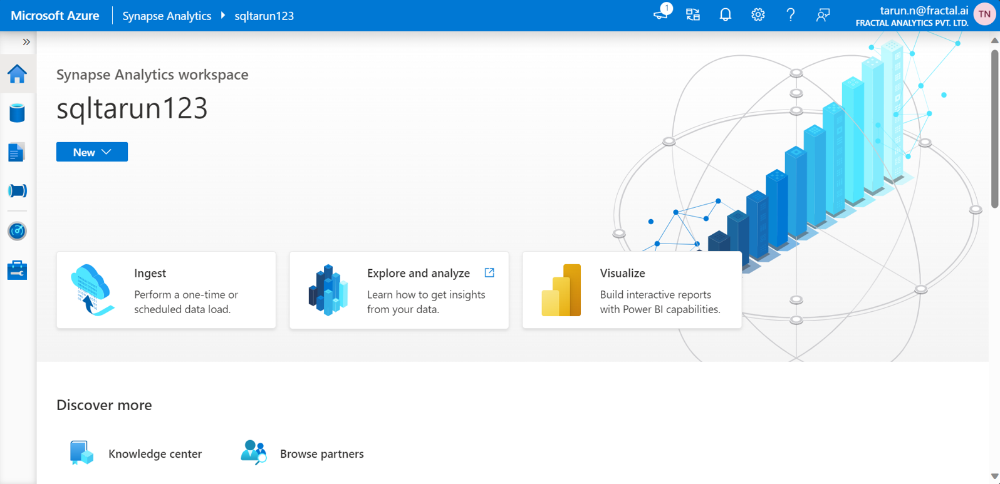 Microsoft Azure
Synapse Analytics
sqltarun123
1
?
tarun.n@fractal.ai
FRACTAL ANALYTICS PVT. LTD.
TN
Synapse Analytics workspace
sqltarun123
New
Ingest
Perform a one-time or
scheduled data load.
Explore and analyze
Learn how to get insights
from your data.
Visualize
Build interactive reports
with Power BI capabilities.
Discover more
Knowledge center
Browse partners